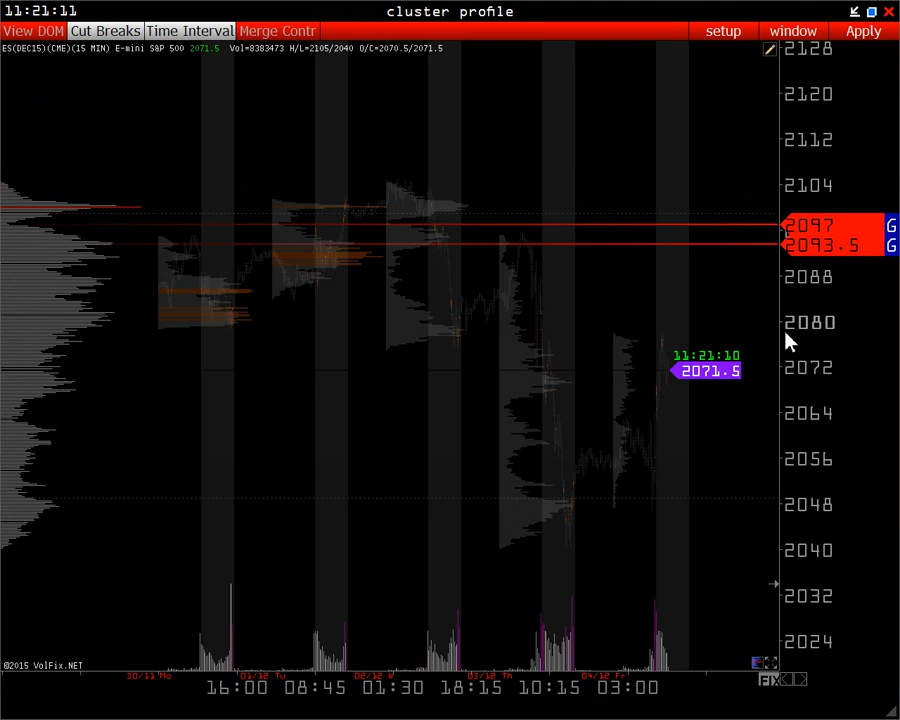 11:21:11 cluster profile
View DOM Cut Breaks Time Interval Merge Contr setup window Apply
ES(DEC15)(CME)(15 MIN) E-mini S&P 500 2071.5 Vol=8383473 H/L=2105/2040 O/C=2070.5/2071.5
2128
2120
2112
2104
2097 G
2093.5 G
2088
2080
11:21:10
2071.5
2072
2064
2056
2048
2040
2032
2024
©2015 VolFix.NET
30/11 Mo 01/12 Tu 02/12 W 03/12 Th 04/12 Fr
FIX
16:00 08:45 01:30 18:15 10:15 03:00